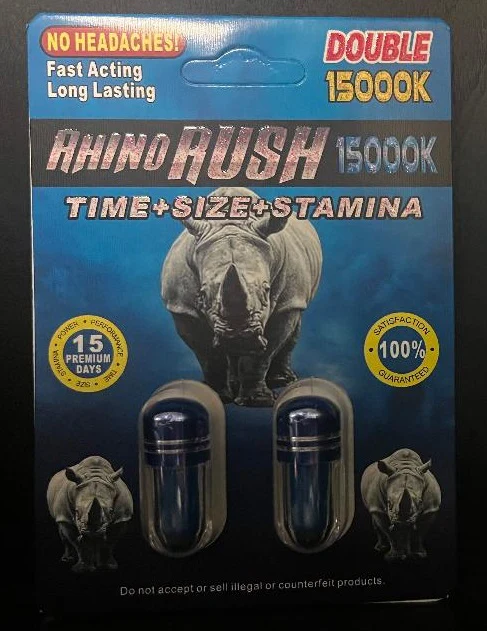 NO HEADACHES!
Fast Acting
Long Lasting
DOUBLE
15000K
RHINO RUSH 15000K
TIME+SIZE+STAMINA
POWER • PERFORMANCE • TIME • SIZE • STAMINA
15
PREMIUM
DAYS
SATISFACTION
100%
GUARANTEED
Do not accept or sell illegal or counterfeit products.